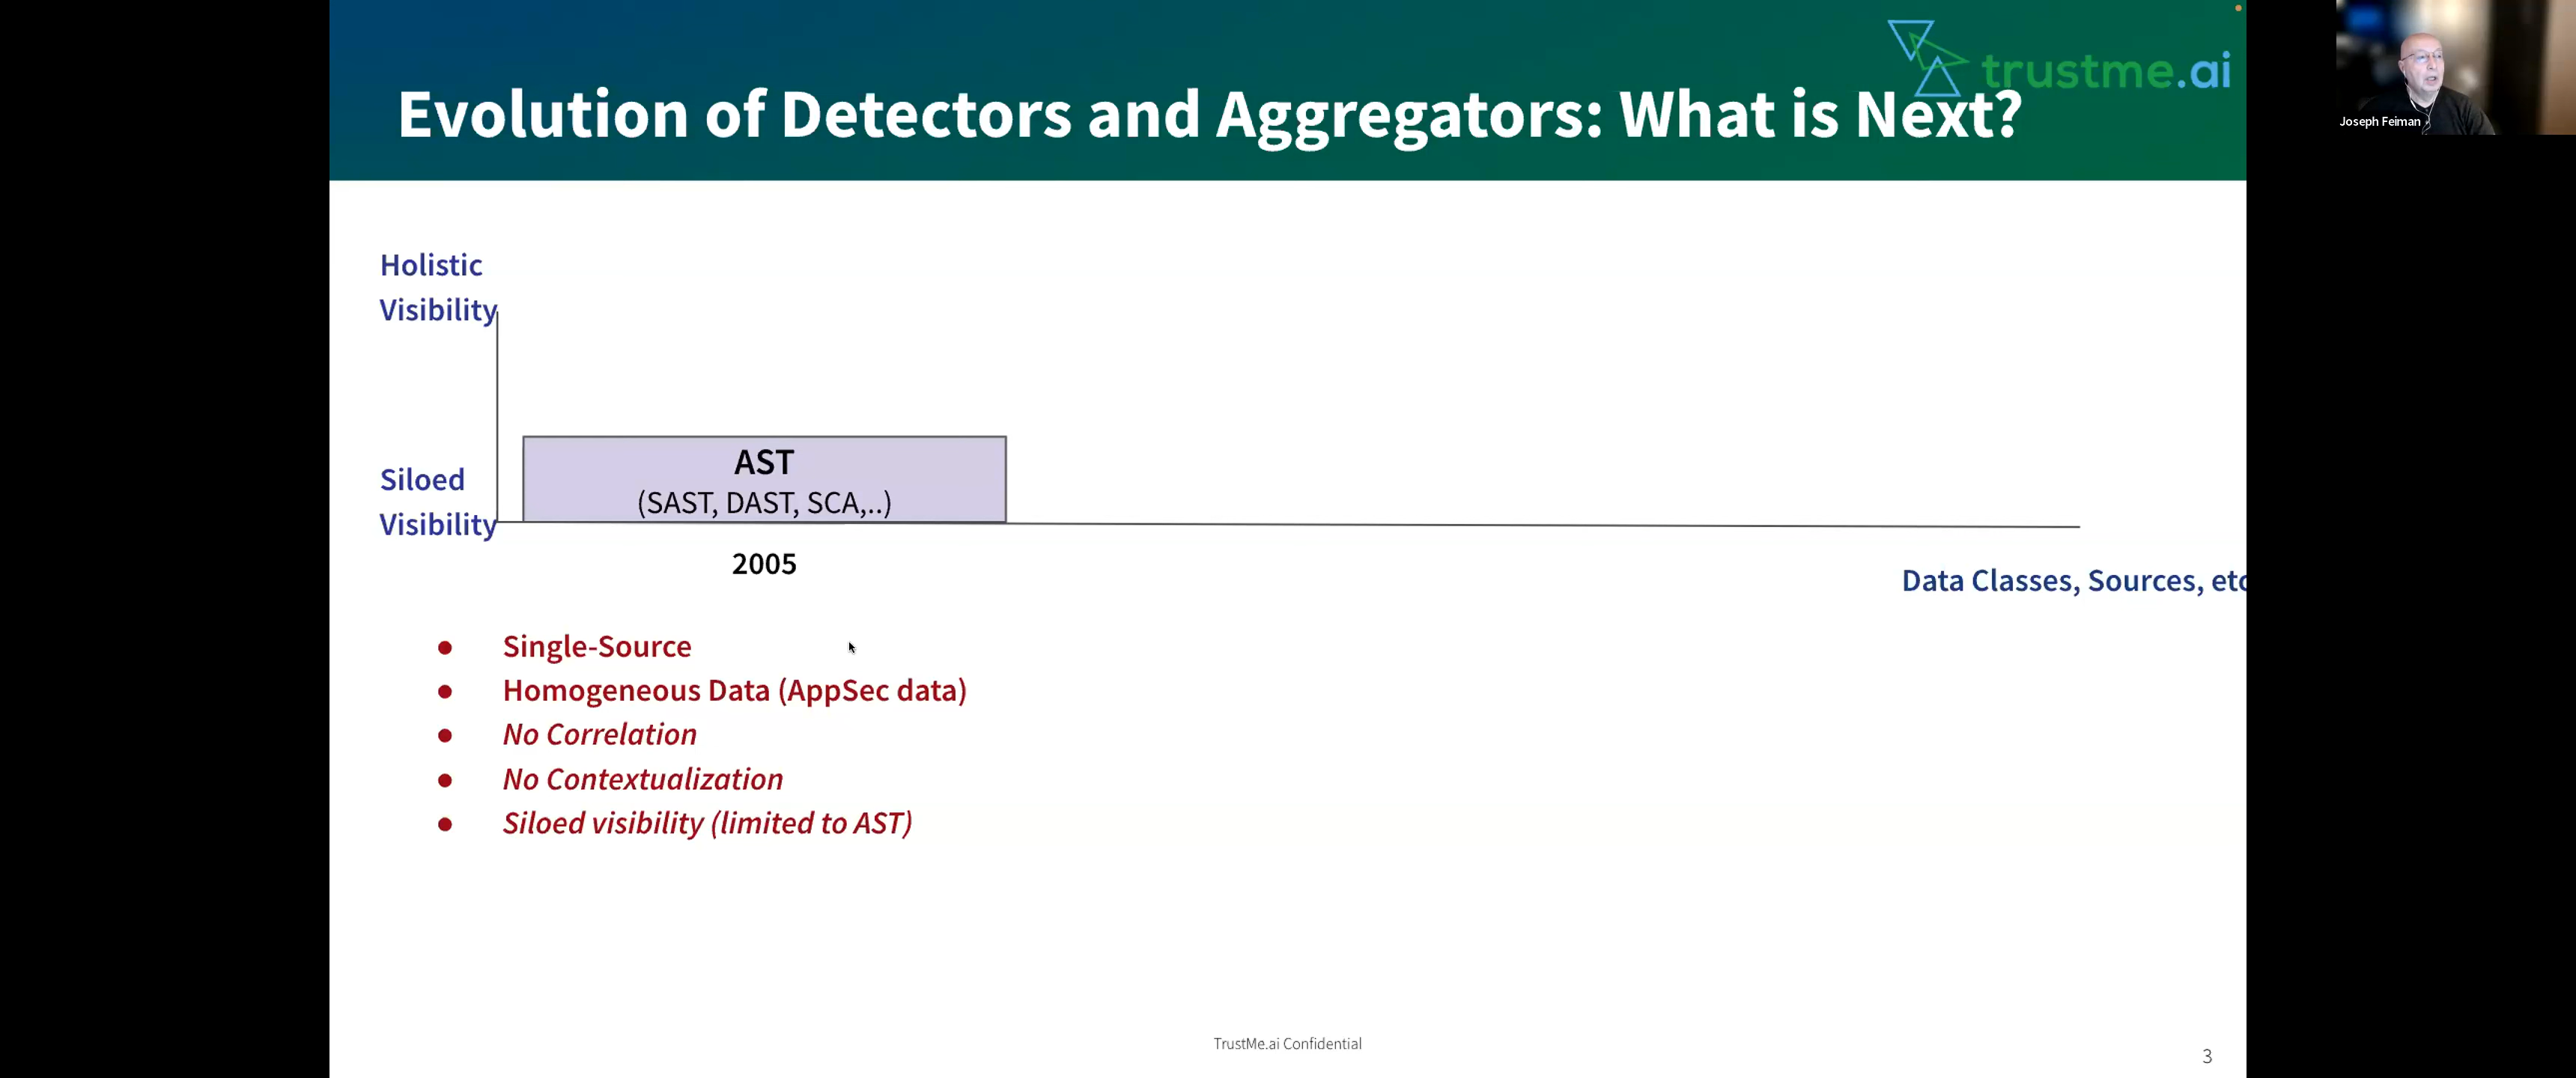 trustme.ai
Evolution of Detectors and Aggregators: What is Next?
Joseph Feiman
Holistic
Visibility
AST
(SAST, DAST, SCA,..)
Siloed
Visibility
2005
Data Classes, Sources, etc
Single-Source
Homogeneous Data (AppSec data)
No Correlation
No Contextualization
Siloed visibility (limited to AST)
TrustMe.ai Confidential
3